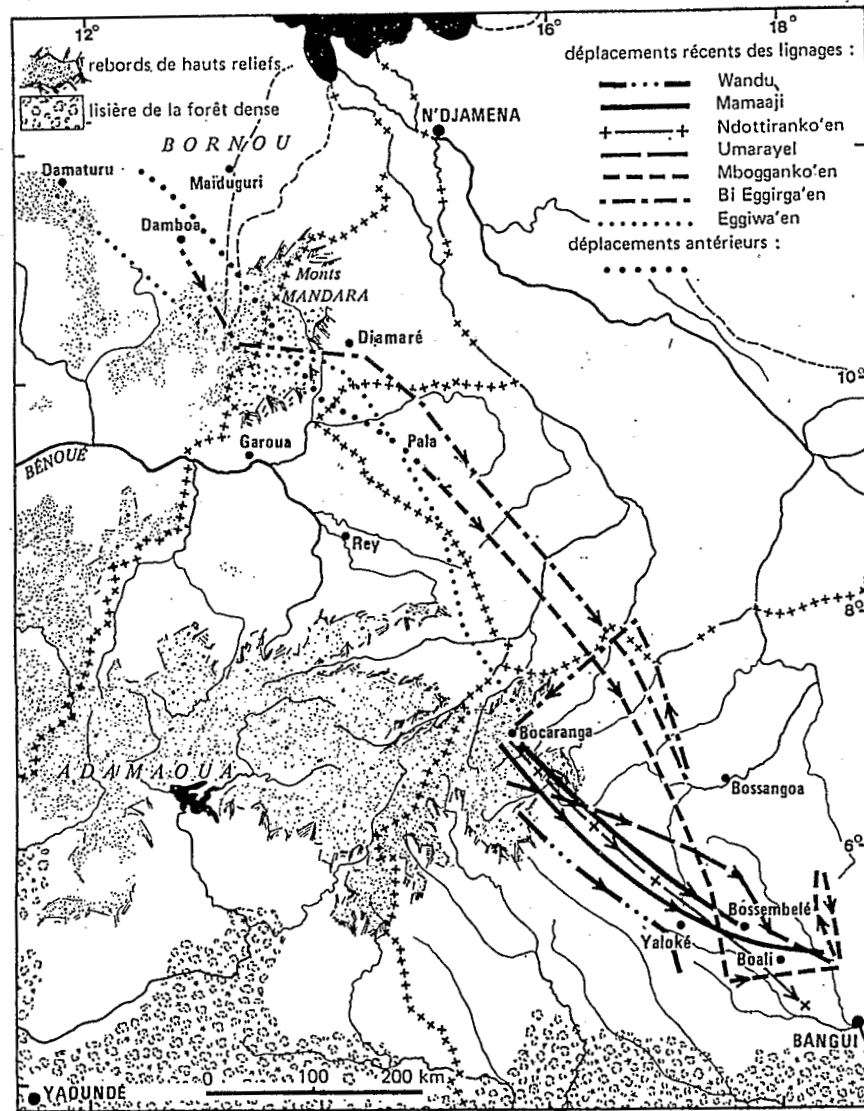 12°
16°
18°
rebords de hauts reliefs
lisière de la forêt dense
déplacements récents des lignages :
Wandu
Mamaaji
Ndottiranko'en
Umarayel
Mbogganko'en
Bi Eggirga'en
Eggiwa'en
déplacements antérieurs :
N'DJAMENA
BORNOU
Damaturu
Maïduguri
Damboa
Monts
MANDARA
Diamaré
10°
Garoua
Pala
BÉNOUÉ
Rey
8°
Bocaranga
ADAMAOUA
Bossangoa
6°
Bossembelé
Yaloké
Boali
BANGUI
YAOUNDÉ
0 100 200 km